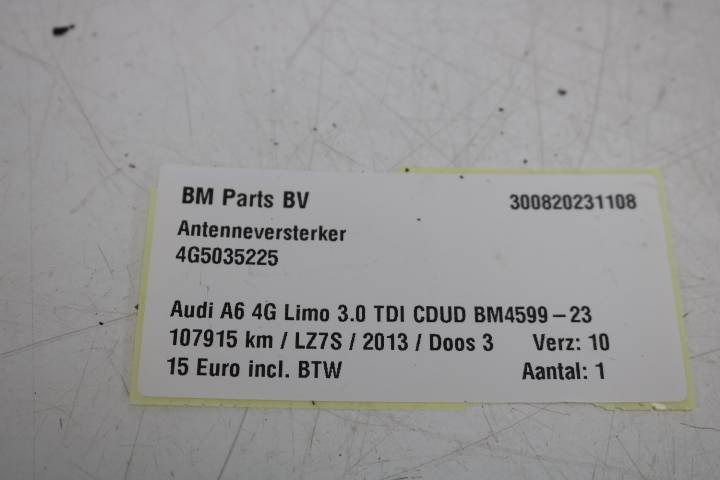 BM Parts BV 300820231108
Antenneversterker
4G5035225
Audi A6 4G Limo 3.0 TDI CDUD BM4599-23
107915 km / LZ7S / 2013 / Doos 3 Verz: 10
15 Euro incl. BTW Aantal: 1